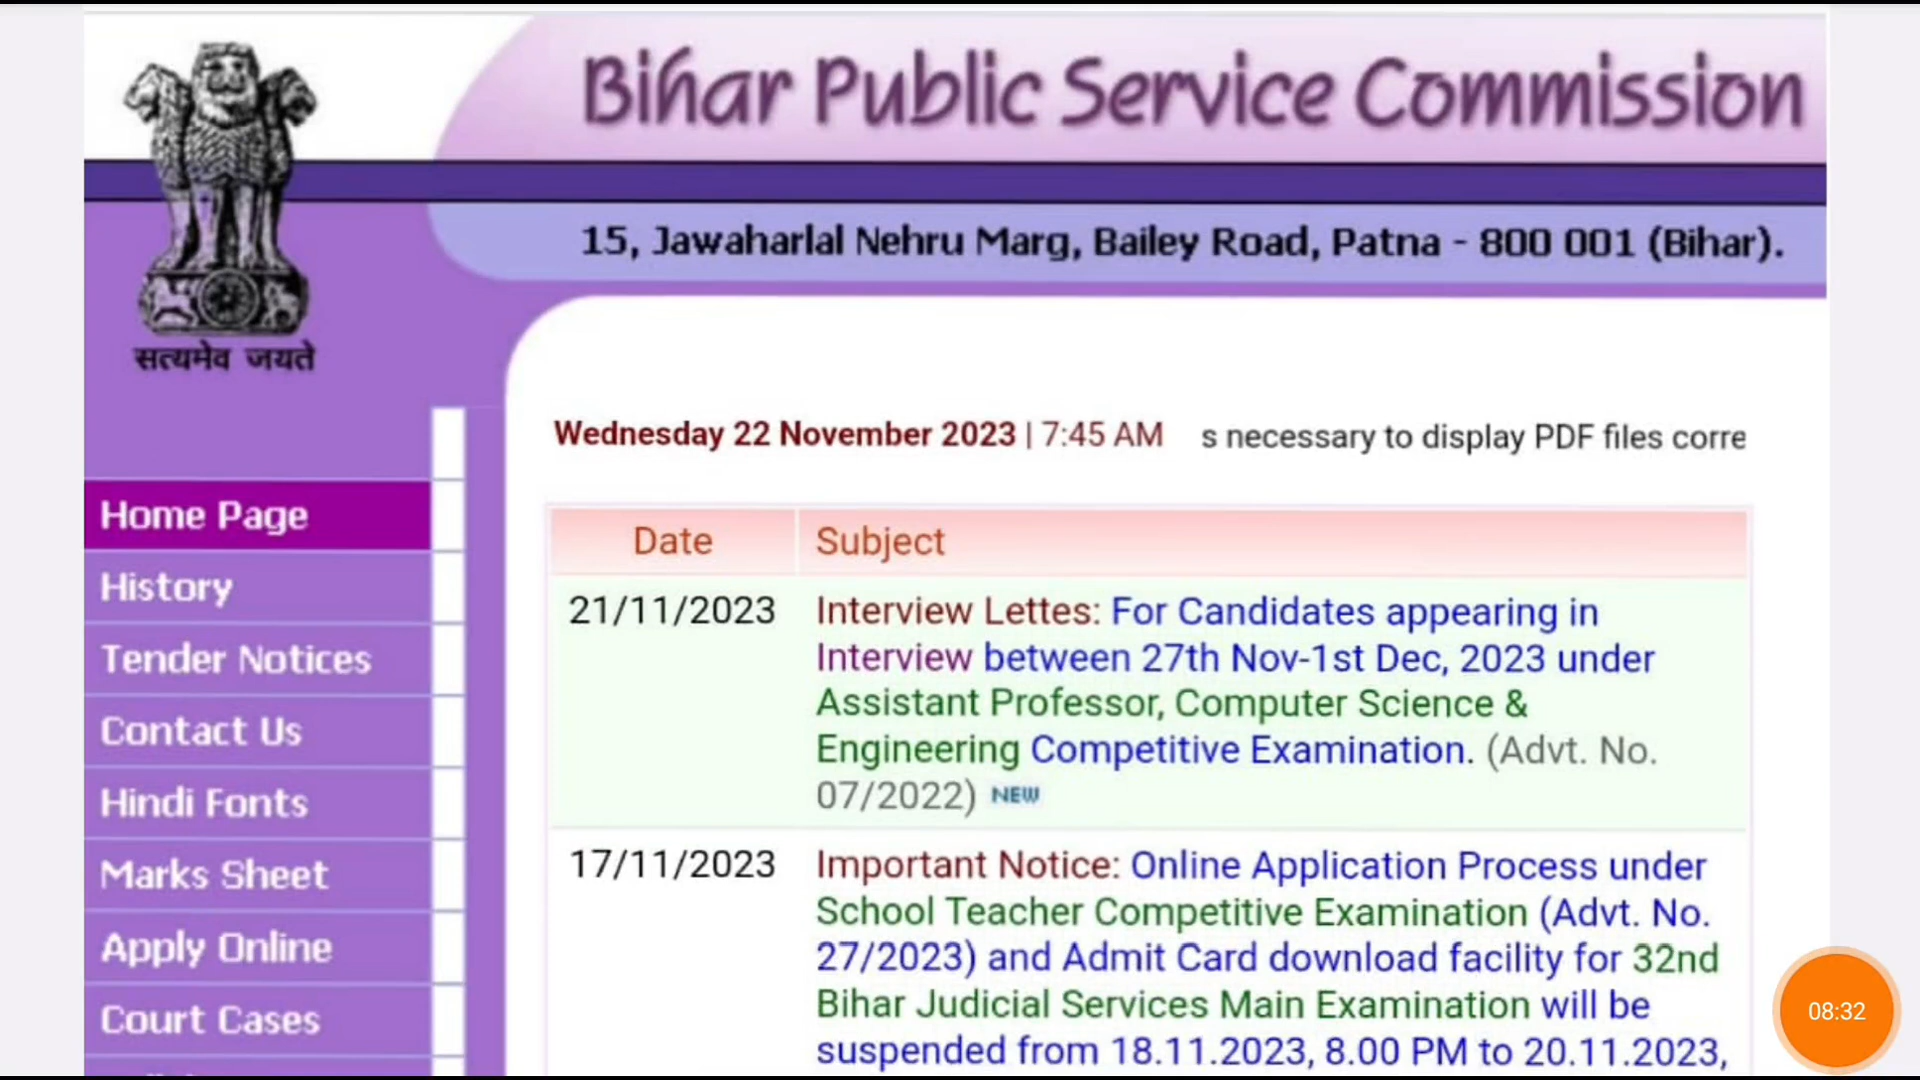 Bihar Public Service Commission
15, Jawaharlal Nehru Marg, Bailey Road, Patna - 800 001 (Bihar).
सत्यमेव जयते
Wednesday 22 November 2023 | 7:45 AM s necessary to display PDF files corre
Home Page
History
Tender Notices
Contact Us
Hindi Fonts
Marks Sheet
Apply Online
Court Cases
Date Subject
21/11/2023 Interview Lettes: For Candidates appearing in
Interview between 27th Nov-1st Dec, 2023 under
Assistant Professor, Computer Science &
Engineering Competitive Examination. (Advt. No.
07/2022) NEW
17/11/2023 Important Notice: Online Application Process under
School Teacher Competitive Examination (Advt. No.
27/2023) and Admit Card download facility for 32nd
Bihar Judicial Services Main Examination will be
suspended from 18.11.2023, 8.00 PM to 20.11.2023,
08:32